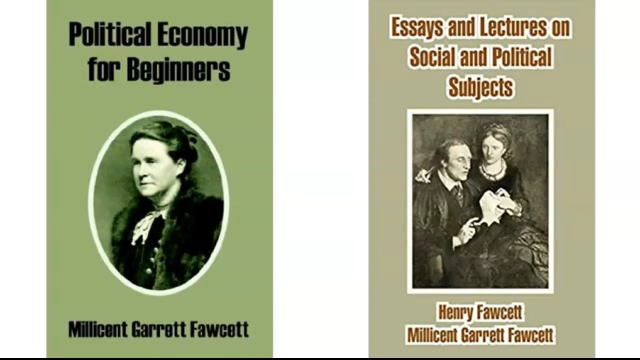 Political Economy
for Beginners
Millicent Garrett Fawcett
Essays and Lectures on
Social and Political
Subjects
Henry Fawcett
Millicent Garrett Fawcett